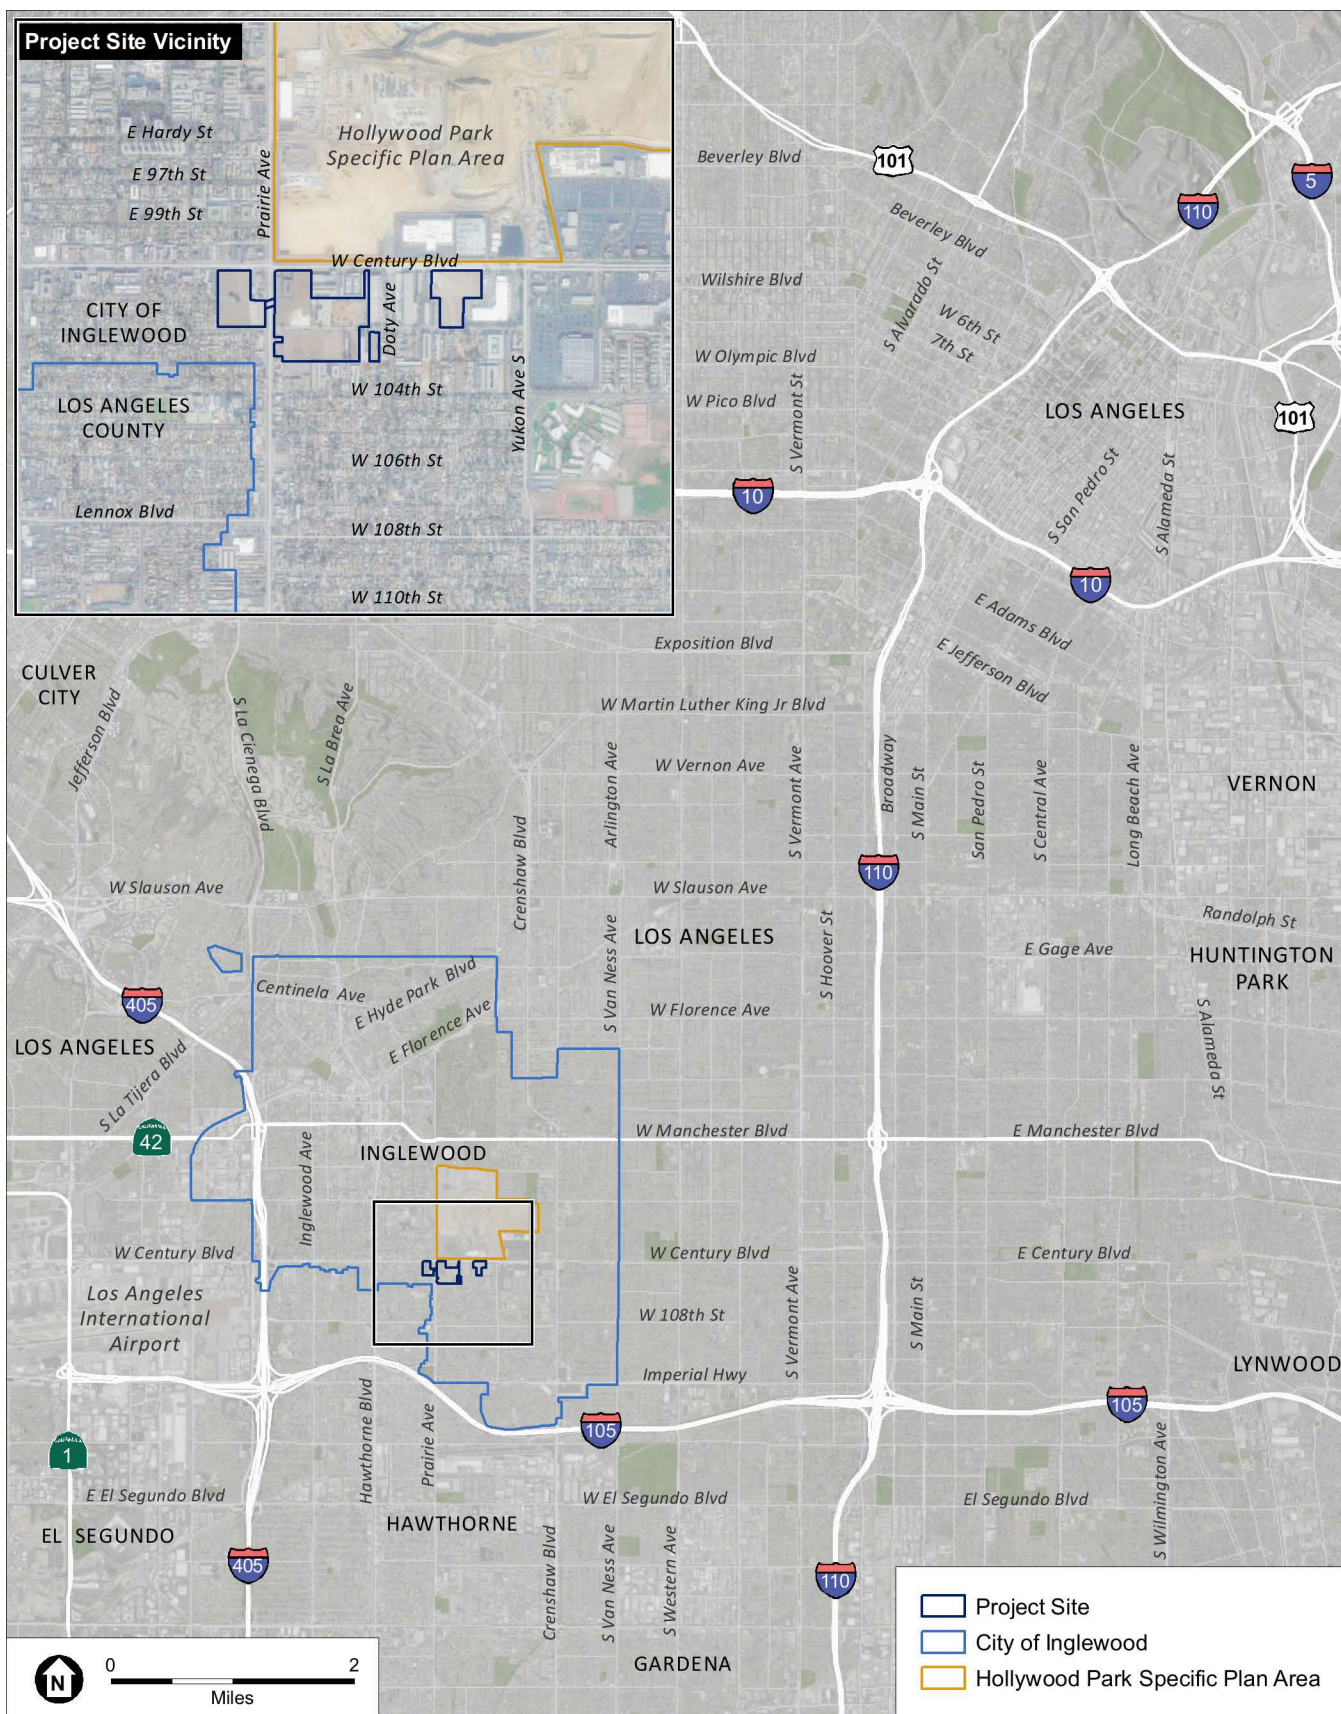 Project Site Vicinity
E Hardy St
E 97th St
E 99th St
Prairie Ave
Hollywood Park
Specific Plan Area
W Century Blvd
CITY OF
INGLEWOOD
Doty Ave
LOS ANGELES
COUNTY
W 104th St
Yukon Ave S
W 106th St
Lennox Blvd
W 108th St
W 110th St
Beverley Blvd
101
5
110
Beverley Blvd
Wilshire Blvd
S Alvarado St
W 6th St
7th St
W Olympic Blvd
W Pico Blvd
S Vermont St
LOS ANGELES
101
10
S San Pedro St
S Alameda St
10
E Adams Blvd
E Jefferson Blvd
Exposition Blvd
CULVER
CITY
Jefferson Blvd
S La Cienega Blvd
S La Brea Ave
W Martin Luther King Jr Blvd
W Vernon Ave
Arlington Ave
S Vermont Ave
Broadway
S Main St
San Pedro St
S Central Ave
Long Beach Ave
VERNON
Crenshaw Blvd
110
W Slauson Ave
W Slauson Ave
Randolph St
S Van Ness Ave
LOS ANGELES
S Hoover St
E Gage Ave
HUNTINGTON
PARK
Centinela Ave
E Hyde Park Blvd
E Florence Ave
W Florence Ave
S Alameda St
405
LOS ANGELES
S La Tijera Blvd
CALIFORNIA
42
W Manchester Blvd
E Manchester Blvd
INGLEWOOD
Inglewood Ave
W Century Blvd
W Century Blvd
E Century Blvd
Los Angeles
International
Airport
W 108th St
S Vermont Ave
S Main St
Imperial Hwy
LYNWOOD
Hawthorne Blvd
Prairie Ave
105
105
CALIFORNIA
1
E El Segundo Blvd
W El Segundo Blvd
El Segundo Blvd
S Wilmington Ave
EL SEGUNDO
HAWTHORNE
405
Crenshaw Blvd
S Van Ness Ave
S Western Ave
110
GARDENA
N
0 2
Miles
Project Site
City of Inglewood
Hollywood Park Specific Plan Area